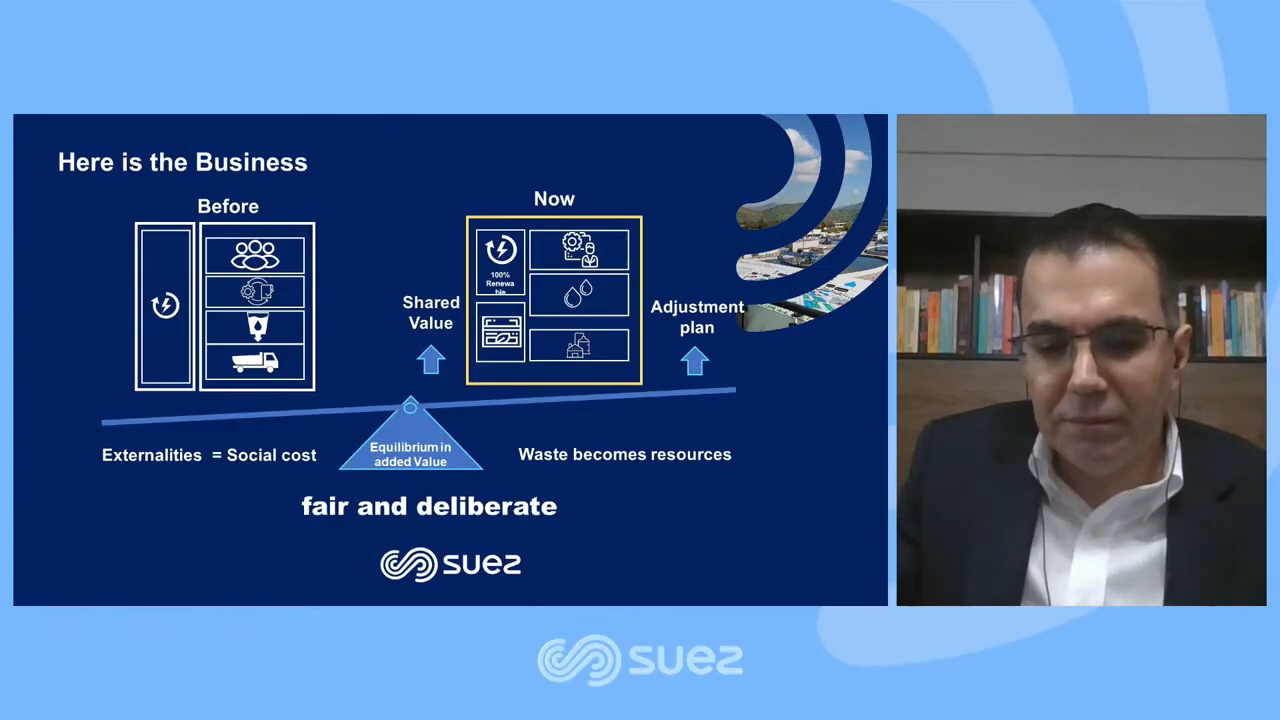 Here is the Business
Before
Now
100%
Renewa
ble
Shared
Value
Adjustment
plan
Equilibrium in
added Value
Externalities = Social cost
Waste becomes resources
fair and deliberate
suez
suez